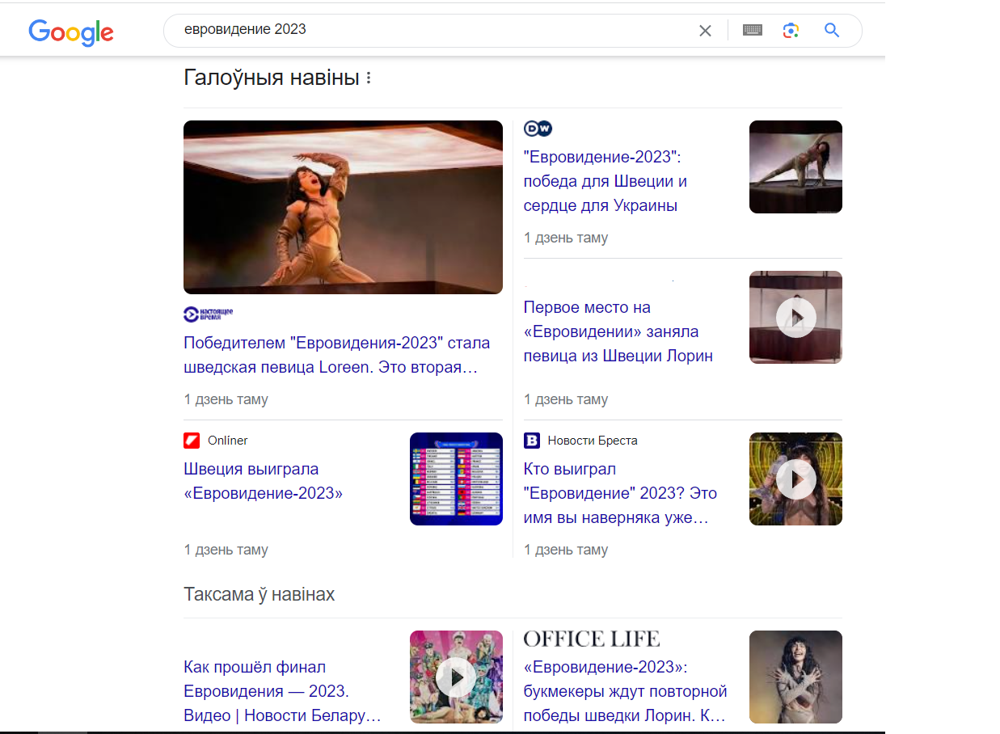 Google
евровидение 2023
Галоўныя навіны
НАСТОЯЩЕЕ
ВРЕМЯ
Победителем "Евровидения-2023" стала
шведская певица Loreen. Это вторая…
1 дзень таму
DW
"Евровидение-2023":
победа для Швеции и
сердце для Украины
1 дзень таму
Первое место на
«Евровидении» заняла
певица из Швеции Лорин
1 дзень таму
Onlíner
Швеция выиграла
«Евровидение-2023»
1 дзень таму
B Новости Бреста
Кто выиграл
"Евровидение" 2023? Это
имя вы наверняка уже…
1 дзень таму
Таксама ў навінах
Как прошёл финал
Евровидения — 2023.
Видео | Новости Белару…
OFFICE LIFE
«Евровидение-2023»:
букмекеры ждут повторной
победы шведки Лорин. К…